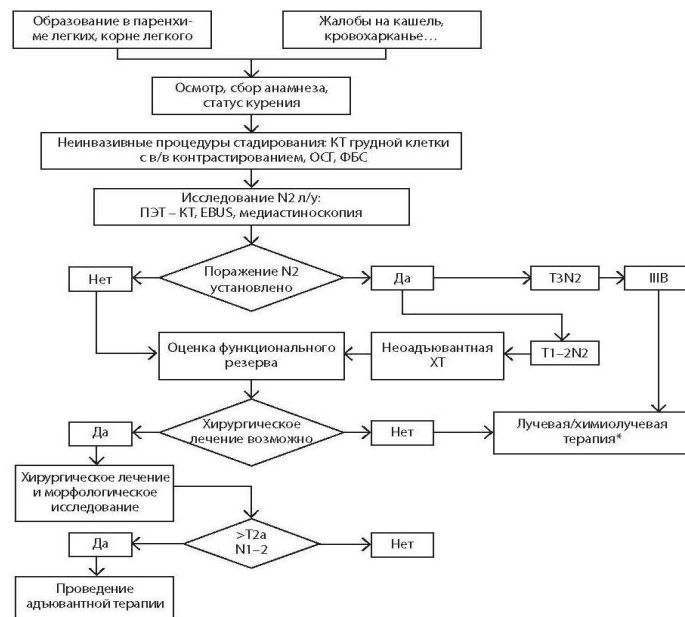 Образование в паренхи-
ме легких, корне легкого
Жалобы на кашель,
кровохарканье...
Осмотр, сбор анамнеза,
статус курения
Неинвазивные процедуры стадирования: КТ грудной клетки
с в/в контрастированием, ОСГ, ФБС
Исследование N2 л/у:
ПЭТ – КТ, EBUS, медиастиноскопия
Нет
Поражение N2
установлено
Да
T3N2
IIIB
Оценка функционального
резерва
Неоадъювантная
ХТ
T1–2N2
Да
Хирургическое
лечение возможно
Нет
Лучевая/химиолучевая
терапия*
Хирургическое лечение
и морфологическое
исследование
Да
>T2a
N1–2
Нет
Проведение
адъювантной терапии